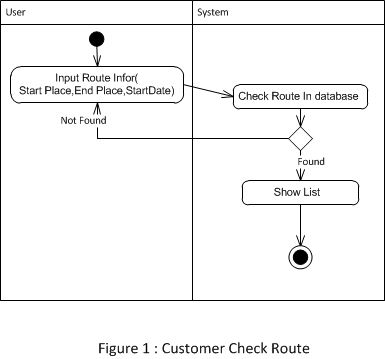 User
System
Input Route Infor(
Start Place,End Place,StartDate)
Check Route In database
Not Found
Found
Show List
Figure 1 : Customer Check Route